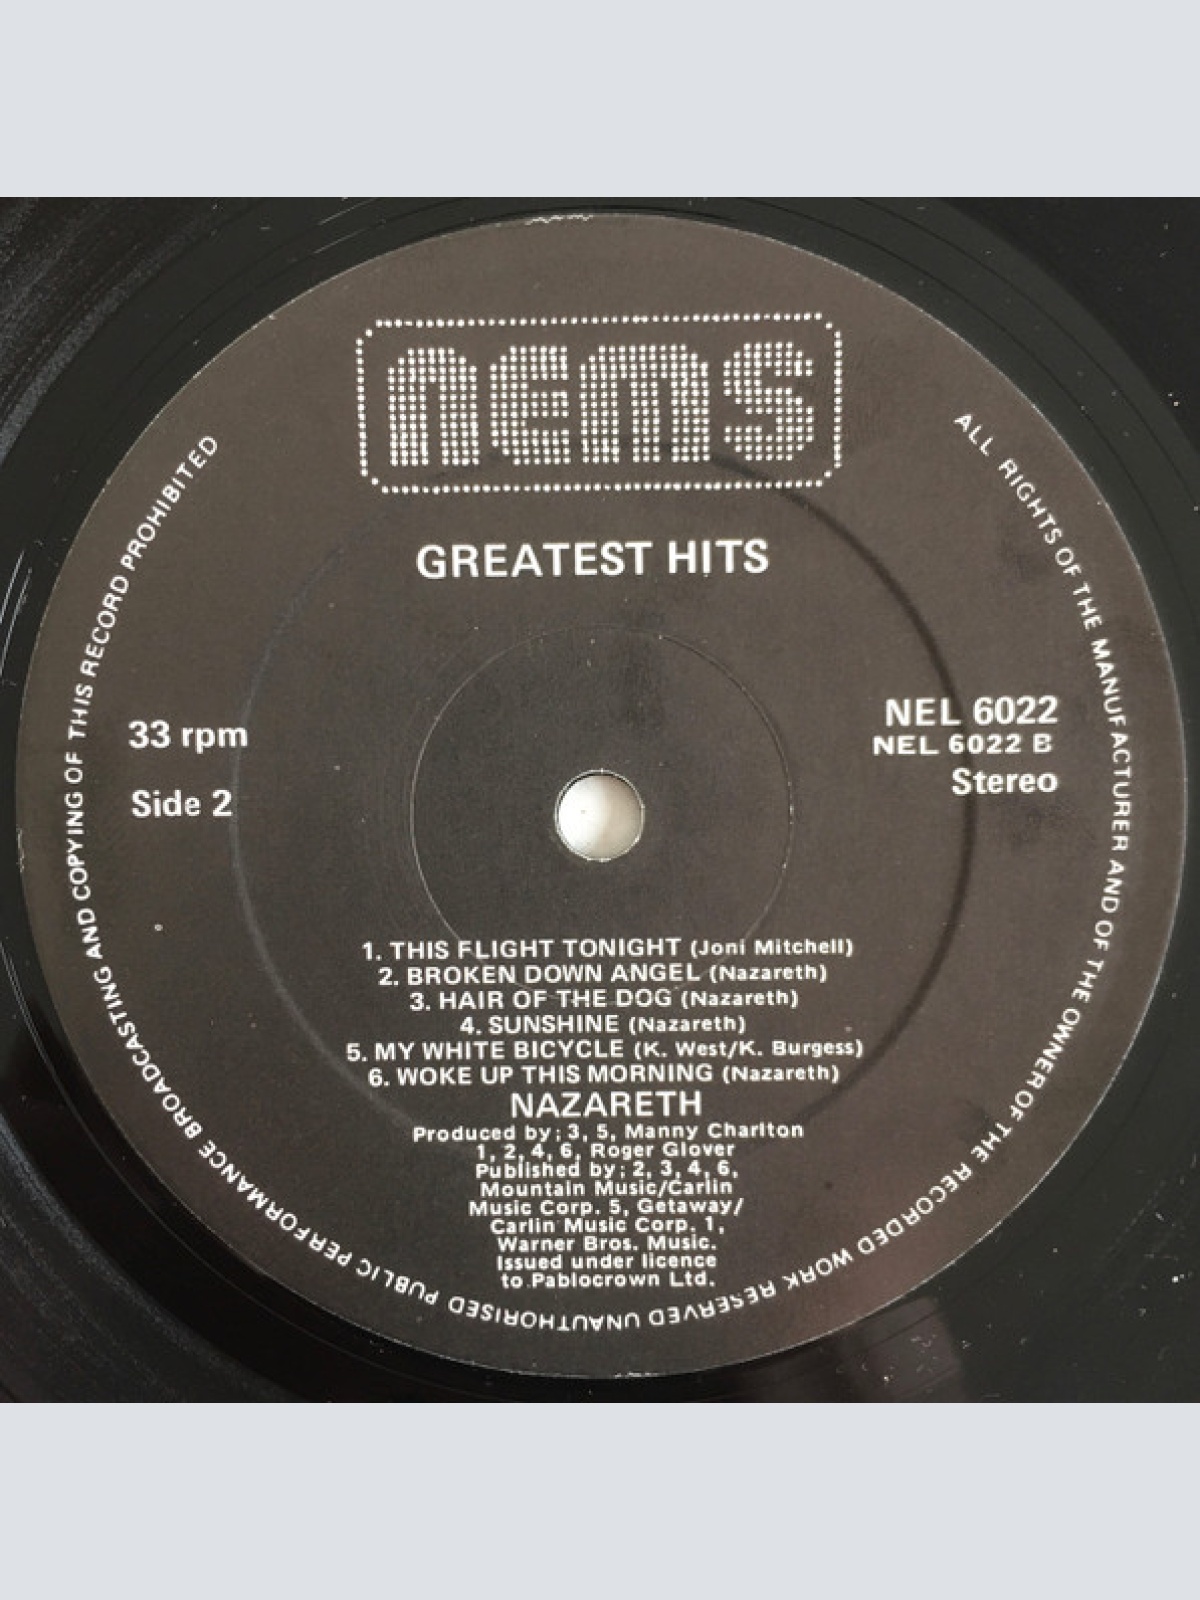 nems
GREATEST HITS
33 rpm
Side 2
NEL 6022
NEL 6022 B
Stereo
1. THIS FLIGHT TONIGHT (Joni Mitchell)
2. BROKEN DOWN ANGEL (Nazareth)
3. HAIR OF THE DOG (Nazareth)
4. SUNSHINE (Nazareth)
5. MY WHITE BICYCLE (K. West/K. Burgess)
6. WOKE UP THIS MORNING (Nazareth)
NAZARETH
Produced by; 3, 5, Manny Charlton
1, 2, 4, 6, Roger Glover
Published by; 2, 3, 4, 6,
Mountain Music/Carlin
Music Corp. 5, Getaway/
Carlin Music Corp. 1,
Warner Bros. Music.
Issued under licence
to Pablocrown Ltd.
ALL RIGHTS OF THE MANUFACTURER AND OF THE OWNER OF THE RECORDED WORK RESERVED UNAUTHORISED PUBLIC PERFORMANCE BROADCASTING AND COPYING OF THIS RECORD PROHIBITED